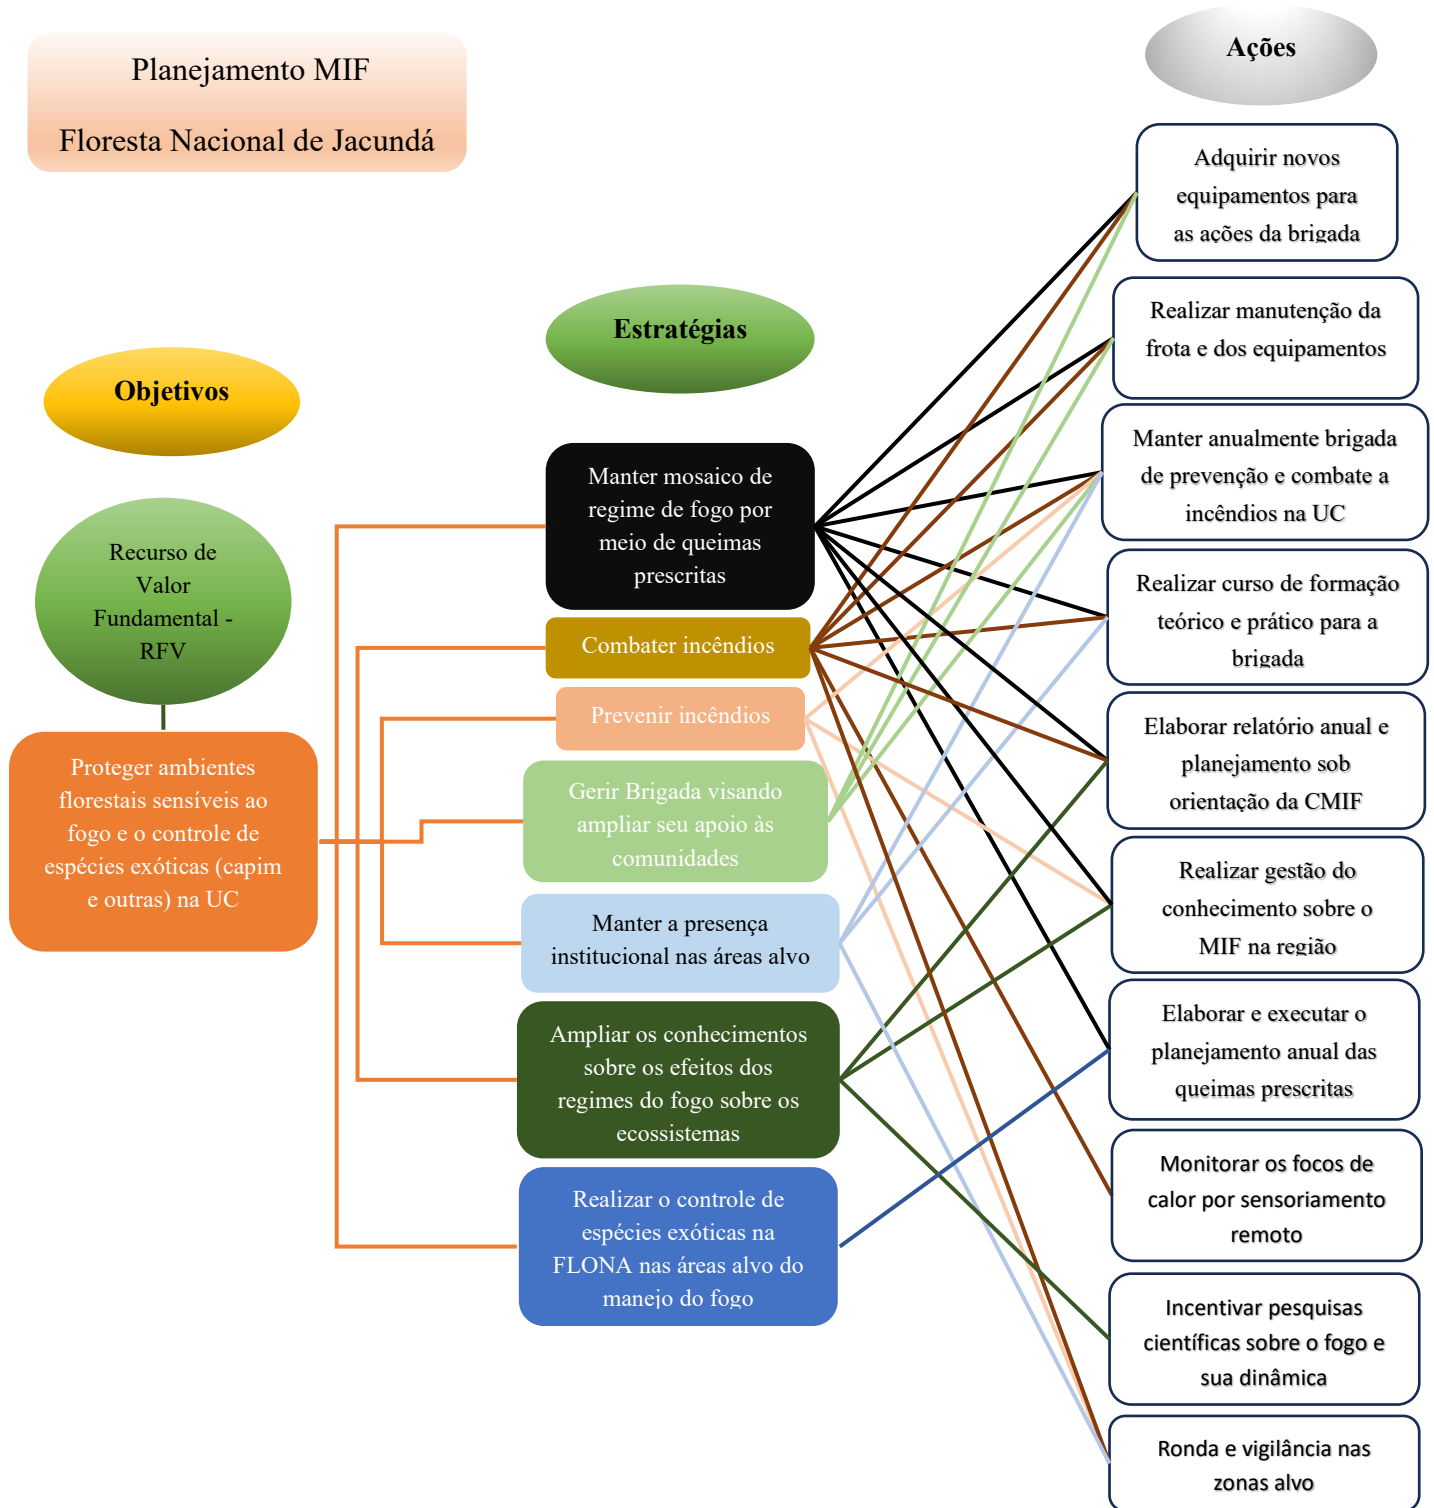 Planejamento MIF
Floresta Nacional de Jacundá
Objetivos
Recurso de
Valor
Fundamental -
RFV
Proteger ambientes
florestais sensíveis ao
fogo e o controle de
espécies exóticas (capim
e outras) na UC
Estratégias
Manter mosaico de
regime de fogo por
meio de queimas
prescritas
Combater incêndios
Prevenir incêndios
Gerir Brigada visando
ampliar seu apoio às
comunidades
Manter a presença
institucional nas áreas alvo
Ampliar os conhecimentos
sobre os efeitos dos
regimes do fogo sobre os
ecossistemas
Realizar o controle de
espécies exóticas na
FLONA nas áreas alvo do
manejo do fogo
Ações
Adquirir novos
equipamentos para
as ações da brigada
Realizar manutenção da
frota e dos equipamentos
Manter anualmente brigada
de prevenção e combate a
incêndios na UC
Realizar curso de formação
teórico e prático para a
brigada
Elaborar relatório anual e
planejamento sob
orientação da CMIF
Realizar gestão do
conhecimento sobre o
MIF na região
Elaborar e executar o
planejamento anual das
queimas prescritas
Monitorar os focos de
calor por sensoriamento
remoto
Incentivar pesquisas
científicas sobre o fogo e
sua dinâmica
Ronda e vigilância nas
zonas alvo